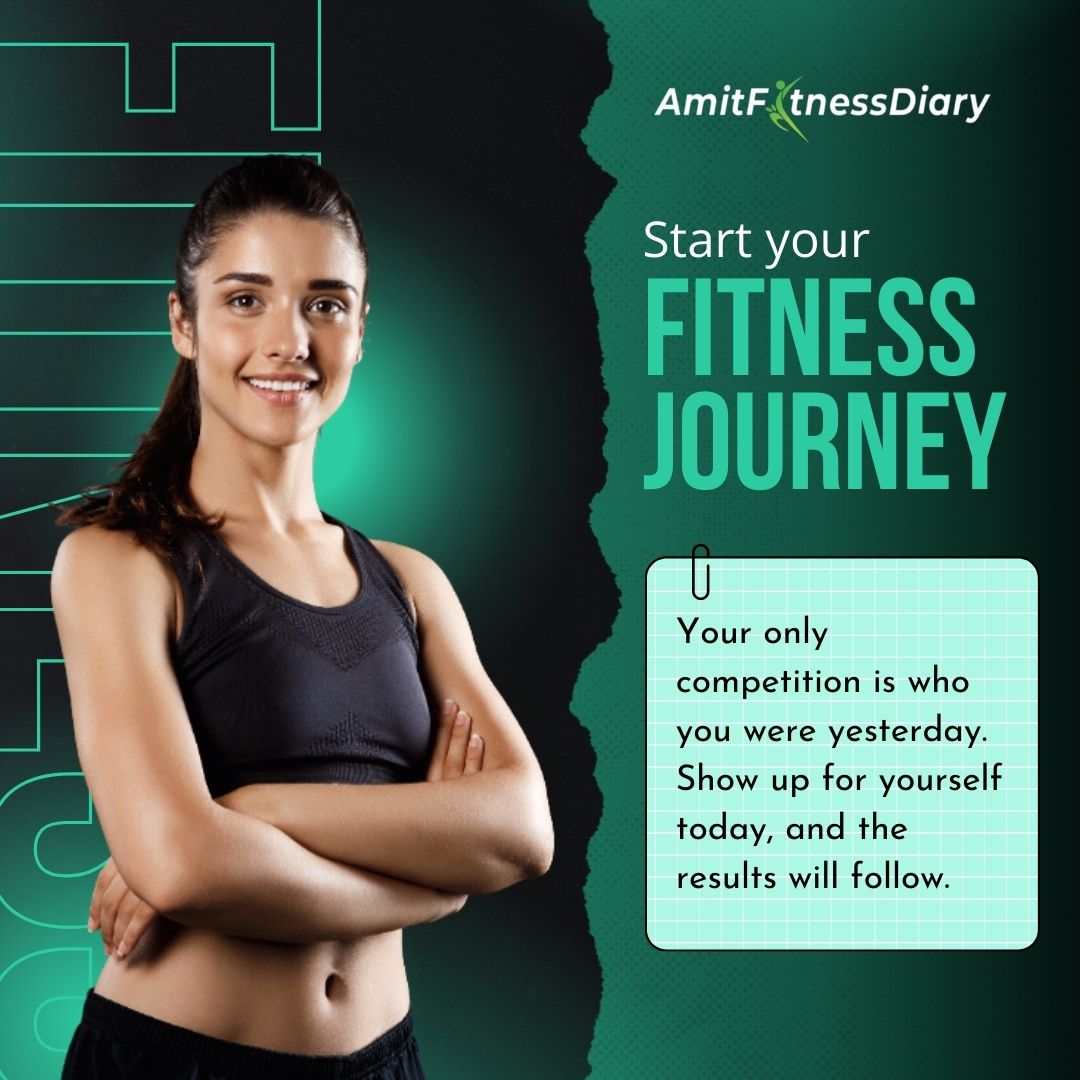 AmitFitnessDiary
Start your
FITNESS
JOURNEY
Your only
competition is who
you were yesterday.
Show up for yourself
today, and the
results will follow.